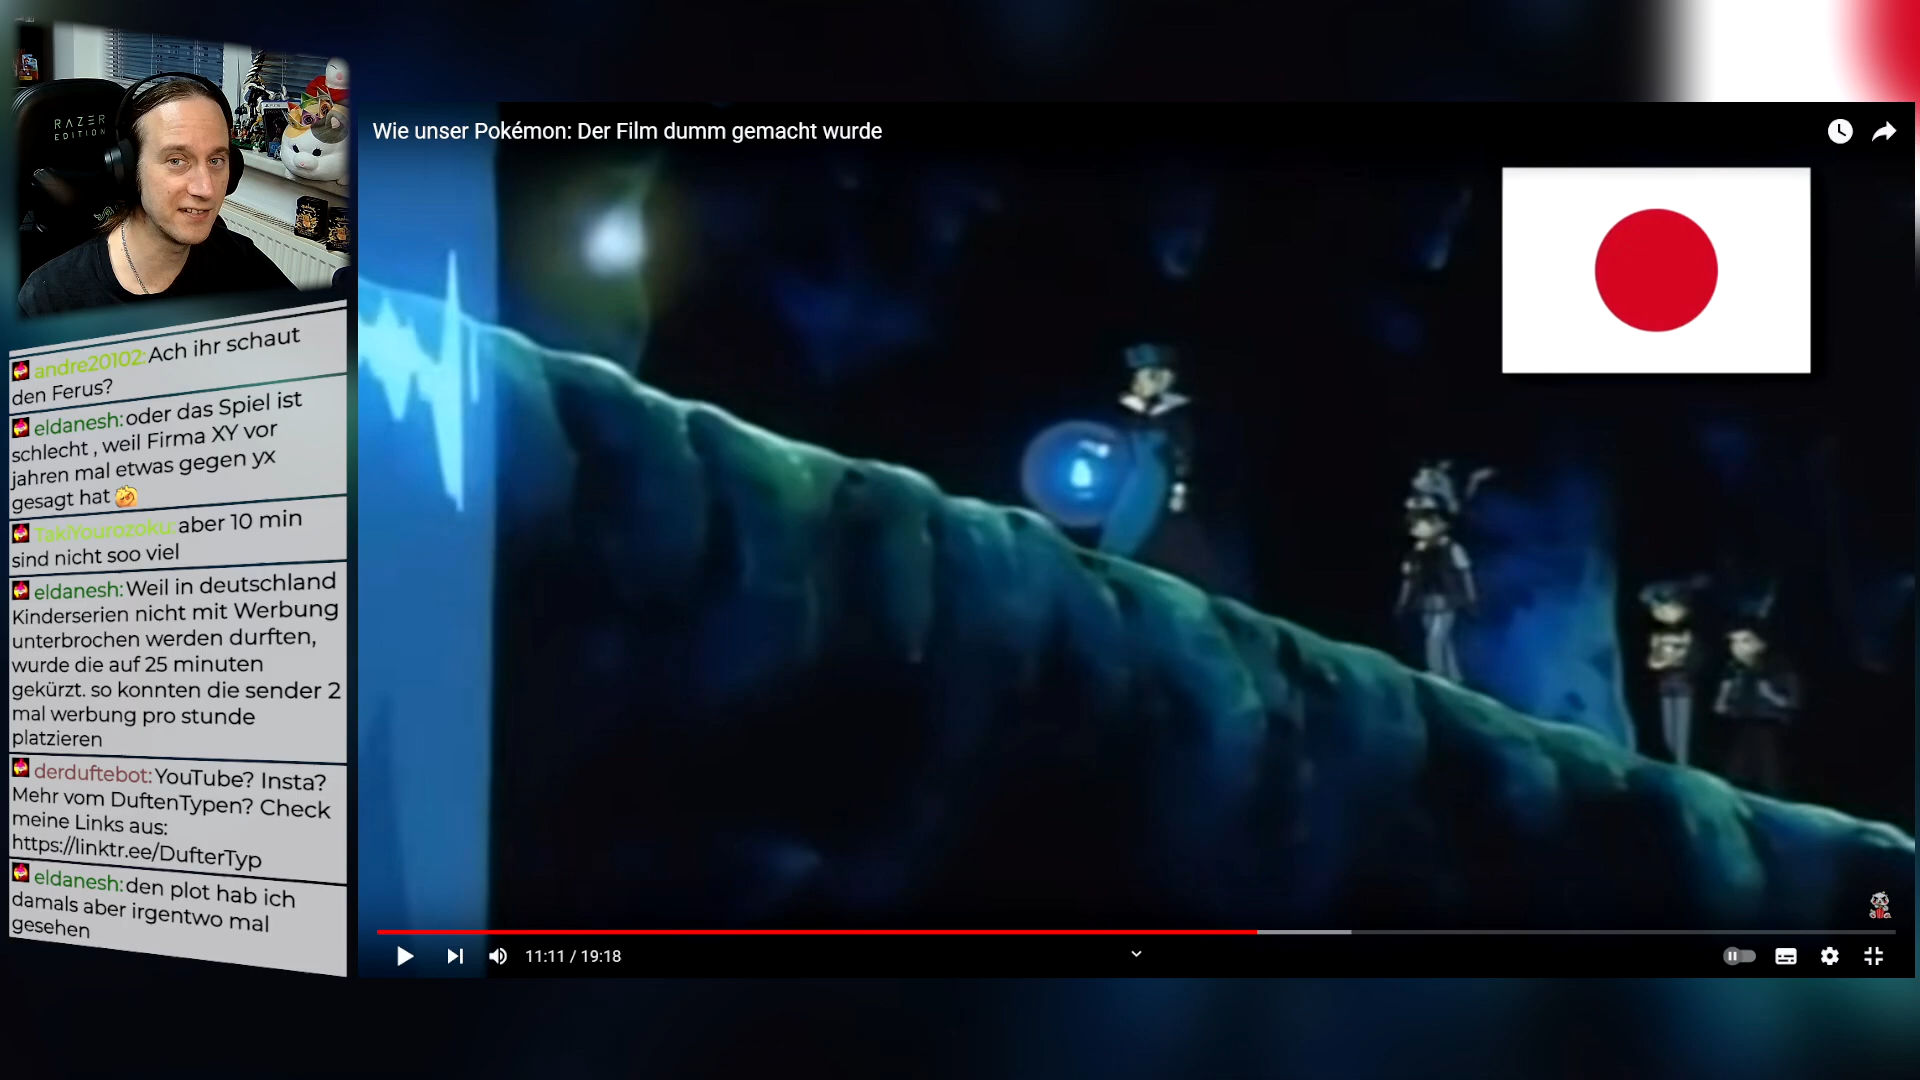 RAZER
EDITION
Wie unser Pokémon: Der Film dumm gemacht wurde
andre20102:Ach ihr schaut
den Ferus?
eldanesh:oder das Spiel ist
schlecht , weil Firma XY vor
jahren mal etwas gegen yx
gesagt hat
TakiYourozoku:aber 10 min
sind nicht soo viel
eldanesh:Weil in deutschland
Kinderserien nicht mit Werbung
unterbrochen werden durften,
wurde die auf 25 minuten
gekürzt. so konnten die sender 2
mal werbung pro stunde
platzieren
derduftebot:YouTube? Insta?
Mehr vom DuftenTypen? Check
meine Links aus:
https://linktr.ee/DufterTyp
eldanesh:den plot hab ich
damals aber irgentwo mal
gesehen
11:11 / 19:18